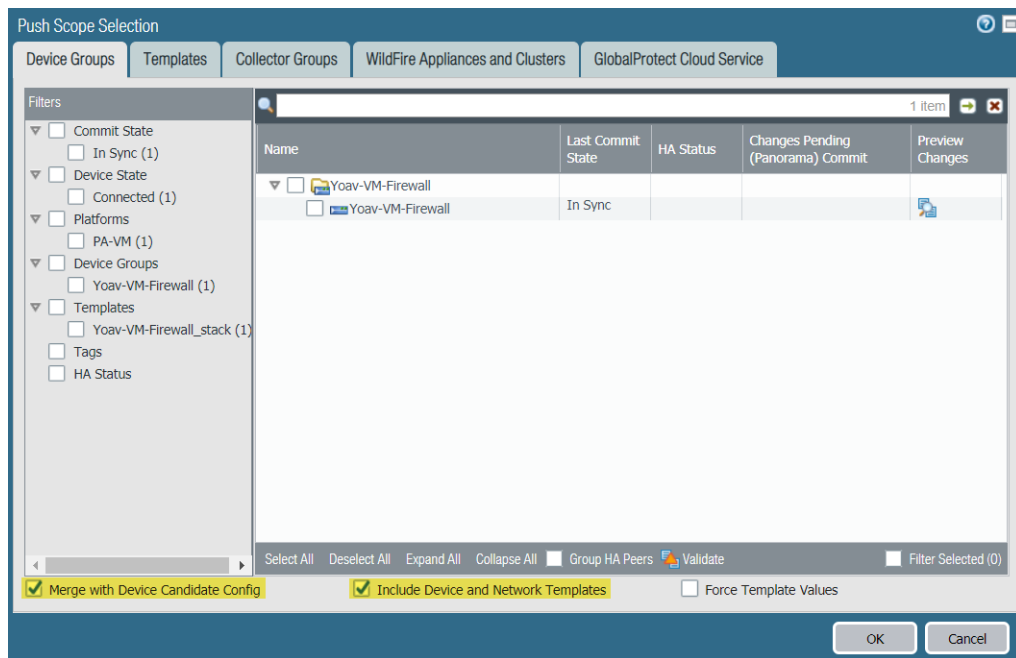 Push Scope Selection
Device Groups
Templates
Collector Groups
WildFire Appliances and Clusters
GlobalProtect Cloud Service
Filters
Commit State
In Sync (1)
Device State
Connected (1)
Platforms
PA-VM (1)
Device Groups
Yoav-VM-Firewall (1)
Templates
Yoav-VM-Firewall_stack (1)
Tags
HA Status
1 item
Name
Last Commit
State
HA Status
Changes Pending
(Panorama) Commit
Preview
Changes
Yoav-VM-Firewall
Yoav-VM-Firewall
In Sync
Select All
Deselect All
Expand All
Collapse All
Group HA Peers
Validate
Filter Selected (0)
Merge with Device Candidate Config
Include Device and Network Templates
Force Template Values
OK
Cancel